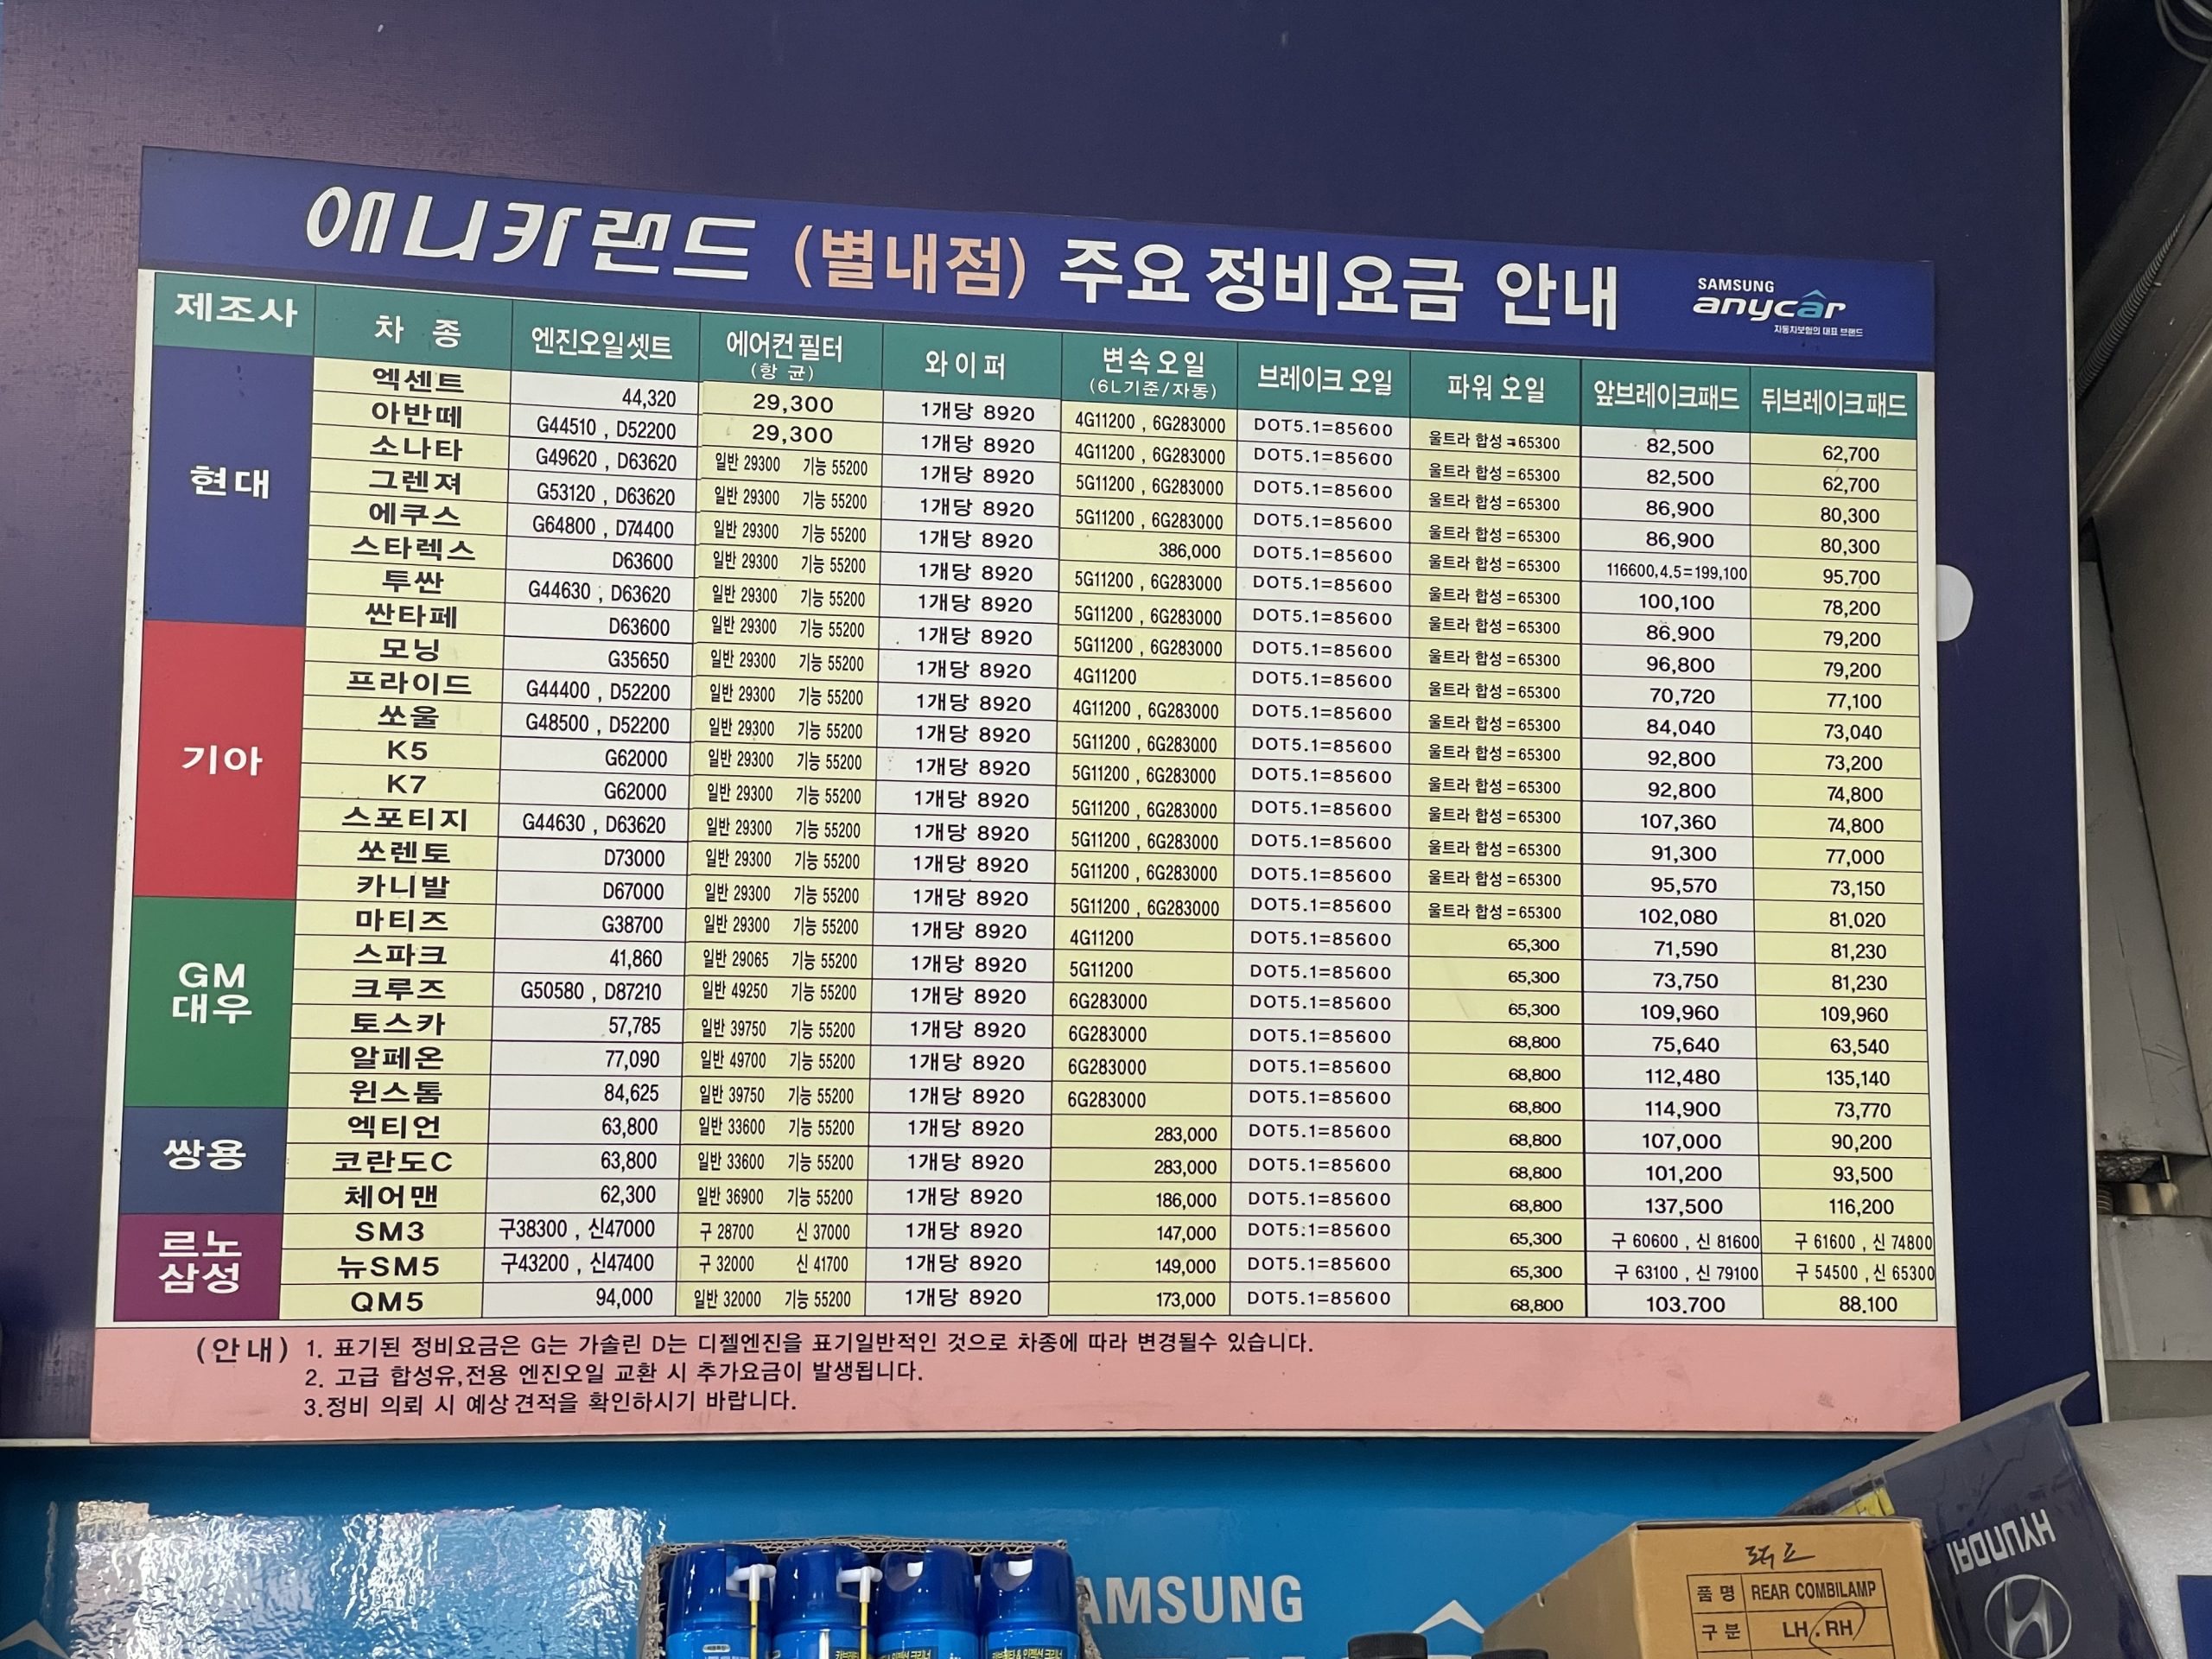 애니카랜드 (별내점) 주요 정비요금 안내
SAMSUNG
anycar
자동차보험의 대표 브랜드
제조사 차 종 엔진오일셋트 에어컨 필터 (항 균) 와이퍼 변속오일 (6L기준/자동) 브레이크 오일 파워 오일 앞브레이크패드 뒤브레이크패드
현대
엑센트 44,320 29,300 1개당 8920 4G11200 , 6G283000 DOT5.1=85600 울트라 합성=65300 82,500 62,700
아반떼 G44510 , D52200 29,300 1개당 8920 4G11200 , 6G283000 DOT5.1=85600 울트라 합성=65300 82,500 62,700
소나타 G49620 , D63620 일반 29300 기능 55200 1개당 8920 5G11200 , 6G283000 DOT5.1=85600 울트라 합성=65300 86,900 80,300
그렌져 G53120 , D63620 일반 29300 기능 55200 1개당 8920 5G11200 , 6G283000 DOT5.1=85600 울트라 합성=65300 86,900 80,300
에쿠스 G64800 , D74400 일반 29300 기능 55200 1개당 8920 386,000 DOT5.1=85600 울트라 합성=65300 116600,4.5=199,100 95.700
스타렉스 D63600 일반 29300 기능 55200 1개당 8920 5G11200 , 6G283000 DOT5.1=85600 울트라 합성=65300 100,100 78,200
투싼 G44630 , D63620 일반 29300 기능 55200 1개당 8920 5G11200 , 6G283000 DOT5.1=85600 울트라 합성=65300 86.900 79,200
싼타페 D63600 일반 29300 기능 55200 1개당 8920 5G11200 , 6G283000 DOT5.1=85600 울트라 합성=65300 96,800 79,200
기아
모닝 G35650 일반 29300 기능 55200 1개당 8920 4G11200 DOT5.1=85600 울트라 합성=65300 70,720 77,100
프라이드 G44400 , D52200 일반 29300 기능 55200 1개당 8920 4G11200 , 6G283000 DOT5.1=85600 울트라 합성=65300 84,040 73,040
쏘울 G48500 , D52200 일반 29300 기능 55200 1개당 8920 5G11200 , 6G283000 DOT5.1=85600 울트라 합성=65300 92,800 73,200
K5 G62000 일반 29300 기능 55200 1개당 8920 5G11200 , 6G283000 DOT5.1=85600 울트라 합성=65300 92,800 74,800
K7 G62000 일반 29300 기능 55200 1개당 8920 5G11200 , 6G283000 DOT5.1=85600 울트라 합성=65300 107,360 74,800
스포티지 G44630 , D63620 일반 29300 기능 55200 1개당 8920 5G11200 , 6G283000 DOT5.1=85600 울트라 합성=65300 91,300 77,000
쏘렌토 D73000 일반 29300 기능 55200 1개당 8920 5G11200 , 6G283000 DOT5.1=85600 울트라 합성=65300 95,570 73,150
카니발 D67000 일반 29300 기능 55200 1개당 8920 5G11200 , 6G283000 DOT5.1=85600 울트라 합성=65300 102,080 81.020
GM
대우
마티즈 G38700 일반 29300 기능 55200 1개당 8920 4G11200 DOT5.1=85600 65,300 71,590 81,230
스파크 41,860 일반 29065 기능 55200 1개당 8920 5G11200 DOT5.1=85600 65,300 73,750 81,230
크루즈 G50580 , D87210 일반 49250 기능 55200 1개당 8920 6G283000 DOT5.1=85600 65,300 109,960 109,960
토스카 57,785 일반 39750 기능 55200 1개당 8920 6G283000 DOT5.1=85600 68,800 75,640 63,540
알페온 77,090 일반 49700 기능 55200 1개당 8920 6G283000 DOT5.1=85600 68,800 112,480 135,140
윈스톰 84,625 일반 39750 기능 55200 1개당 8920 6G283000 DOT5.1=85600 68,800 114,900 73,770
쌍용
엑티언 63,800 일반 33600 기능 55200 1개당 8920 283,000 DOT5.1=85600 68,800 107,000 90,200
코란도C 63,800 일반 33600 기능 55200 1개당 8920 283,000 DOT5.1=85600 68,800 101,200 93,500
체어맨 62,300 일반 36900 기능 55200 1개당 8920 186,000 DOT5.1=85600 68,800 137,500 116,200
르노
삼성
SM3 구38300 , 신47000 구 28700 신 37000 1개당 8920 147,000 DOT5.1=85600 65,300 구 60600 , 신 81600 구 61600 , 신 74800
뉴SM5 구43200 , 신47400 구 32000 신 41700 1개당 8920 149,000 DOT5.1=85600 65,300 구 63100 , 신 79100 구 54500 , 신 65300
QM5 94,000 일반 32000 기능 55200 1개당 8920 173,000 DOT5.1=85600 68,800 103.700 88.100
(안내) 1. 표기된 정비요금은 G는 가솔린 D는 디젤엔진을 표기일반적인 것으로 차종에 따라 변경될수 있습니다.
2. 고급 합성유,전용 엔진오일 교환 시 추가요금이 발생됩니다.
3.정비 의뢰 시 예상견적을 확인하시기 바랍니다.
AMSUNG
HYUNDAI
품 명 REAR COMBILAMP
구 분 LH . RH